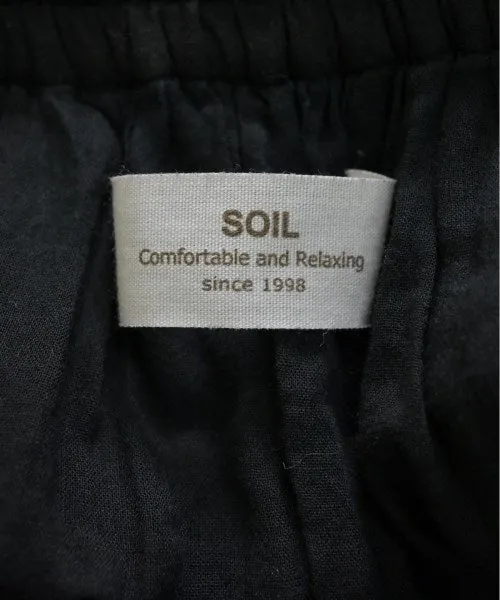 SOIL
Comfortable and Relaxing
since 1998